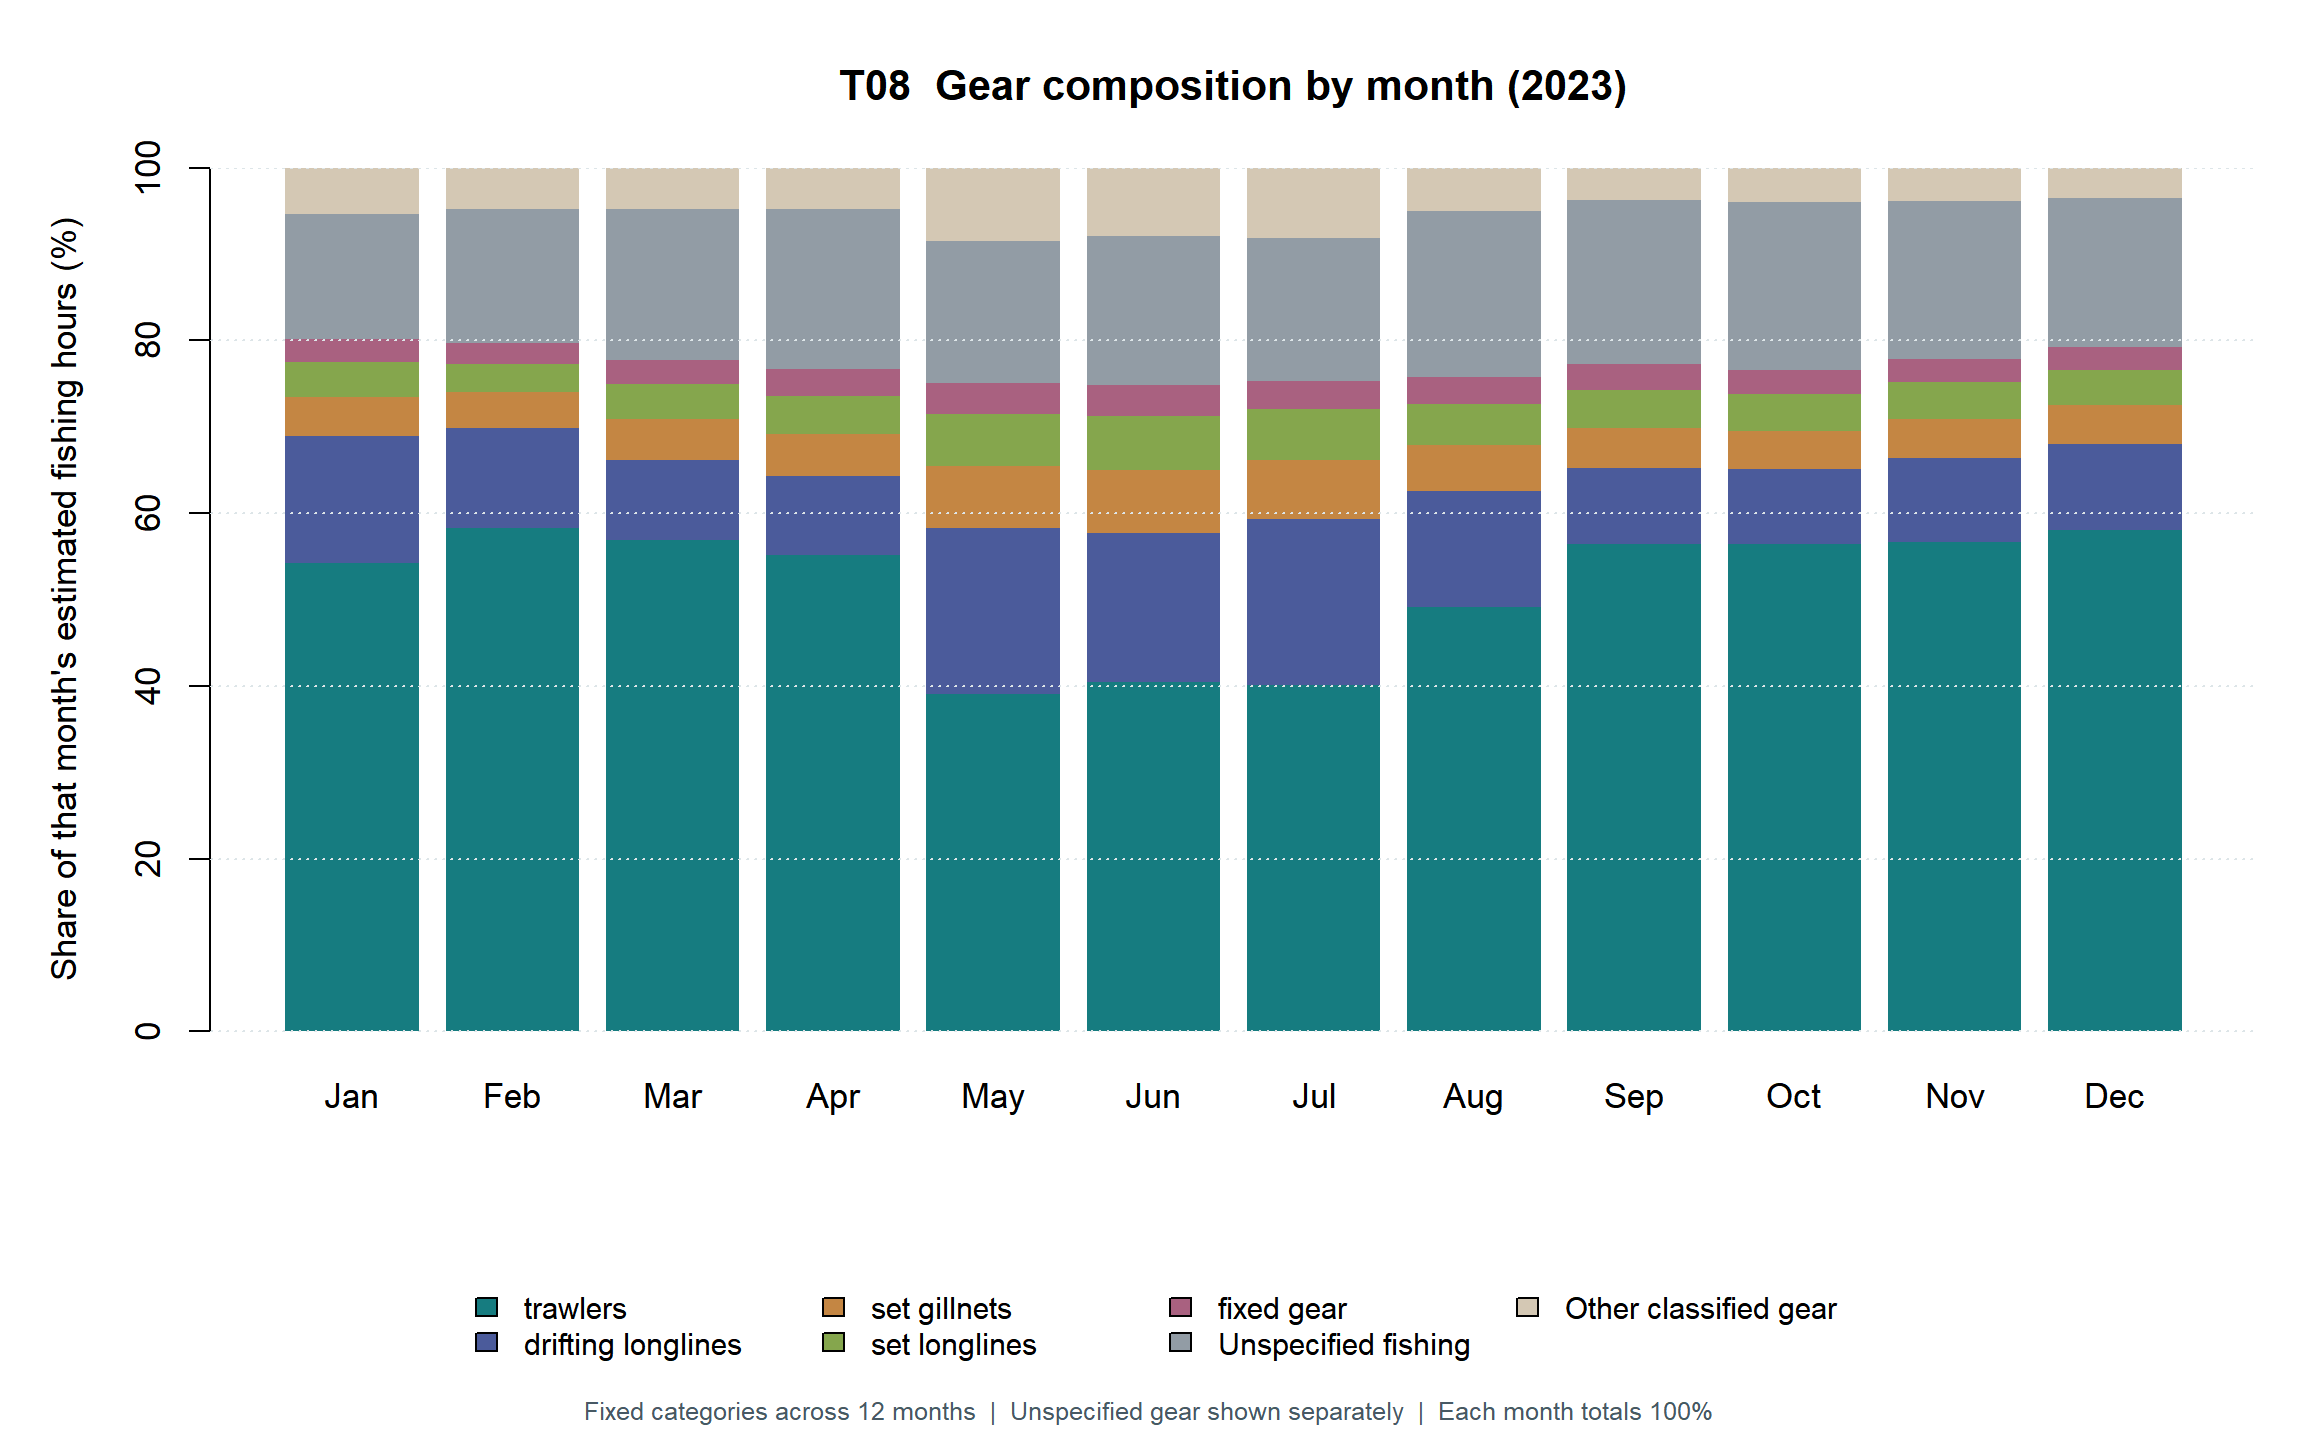 T08  Gear composition by month (2023)
Share of that month's estimated fishing hours (%)
100
80
60
40
20
0
Jan Feb Mar Apr May Jun Jul Aug Sep Oct Nov Dec
trawlers set gillnets fixed gear Other classified gear
drifting longlines set longlines Unspecified fishing
Fixed categories across 12 months | Unspecified gear shown separately | Each month totals 100%